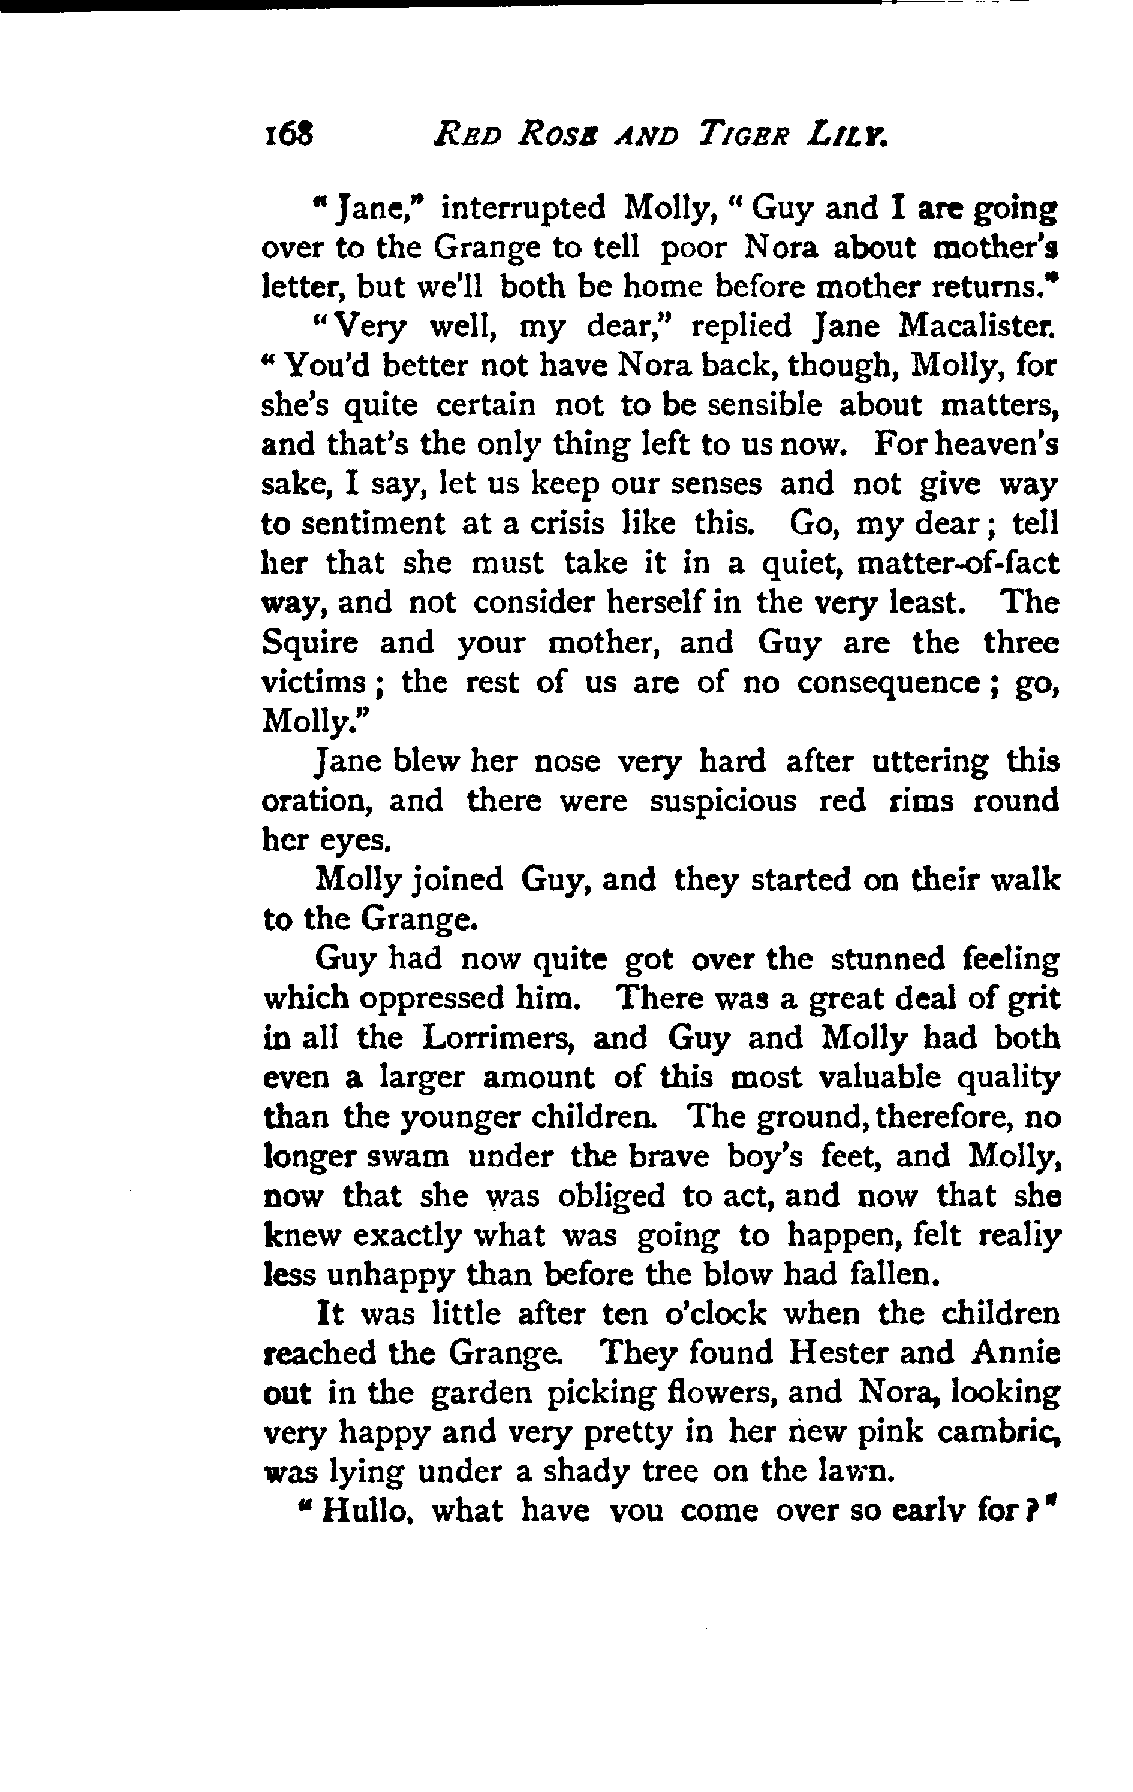 168 RED ROSE AND TIGER LILY.
"Jane," interrupted Molly, "Guy and I are going
over to the Grange to tell poor Nora about mother's
letter, but we'll both be home before mother returns."
"Very well, my dear," replied Jane Macalister.
"You'd better not have Nora back, though, Molly, for
she's quite certain not to be sensible about matters,
and that's the only thing left to us now. For heaven's
sake, I say, let us keep our senses and not give way
to sentiment at a crisis like this. Go, my dear; tell
her that she must take it in a quiet, matter-of-fact
way, and not consider herself in the very least. The
Squire and your mother, and Guy are the three
victims; the rest of us are of no consequence; go,
Molly."
Jane blew her nose very hard after uttering this
oration, and there were suspicious red rims round
her eyes.
Molly joined Guy, and they started on their walk
to the Grange.
Guy had now quite got over the stunned feeling
which oppressed him. There was a great deal of grit
in all the Lorrimers, and Guy and Molly had both
even a larger amount of this most valuable quality
than the younger children. The ground, therefore, no
longer swam under the brave boy's feet, and Molly,
now that she was obliged to act, and now that she
knew exactly what was going to happen, felt really
less unhappy than before the blow had fallen.
It was little after ten o'clock when the children
reached the Grange. They found Hester and Annie
out in the garden picking flowers, and Nora, looking
very happy and very pretty in her new pink cambric,
was lying under a shady tree on the lawn.
"Hullo, what have you come over so early for?"